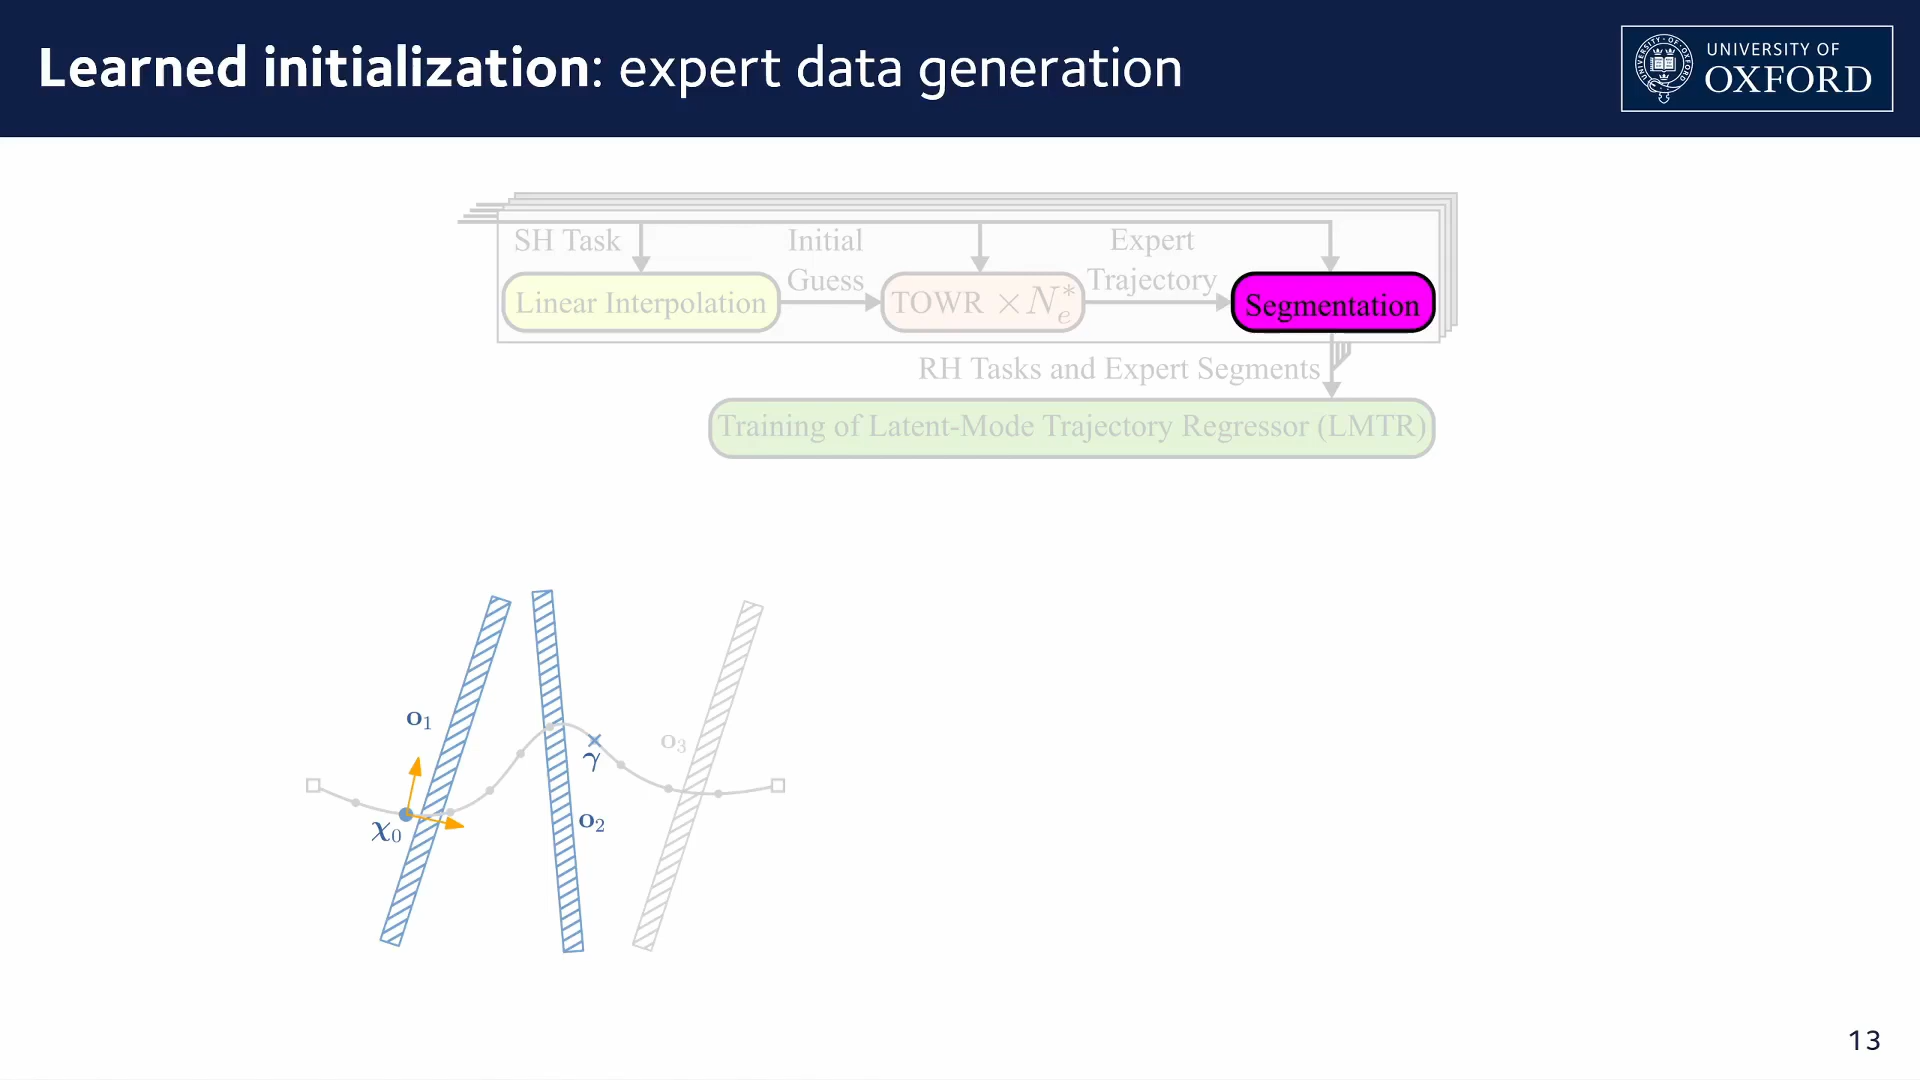 Learned initialization: expert data generation
UNIVERSITY OF
OXFORD
SH Task
Initial
Guess
Expert
Trajectory
Linear Interpolation
TOWR ×N*e
Segmentation
RH Tasks and Expert Segments
Training of Latent-Mode Trajectory Regressor (LMTR)
o1
o3
γ
χ0
o2
13